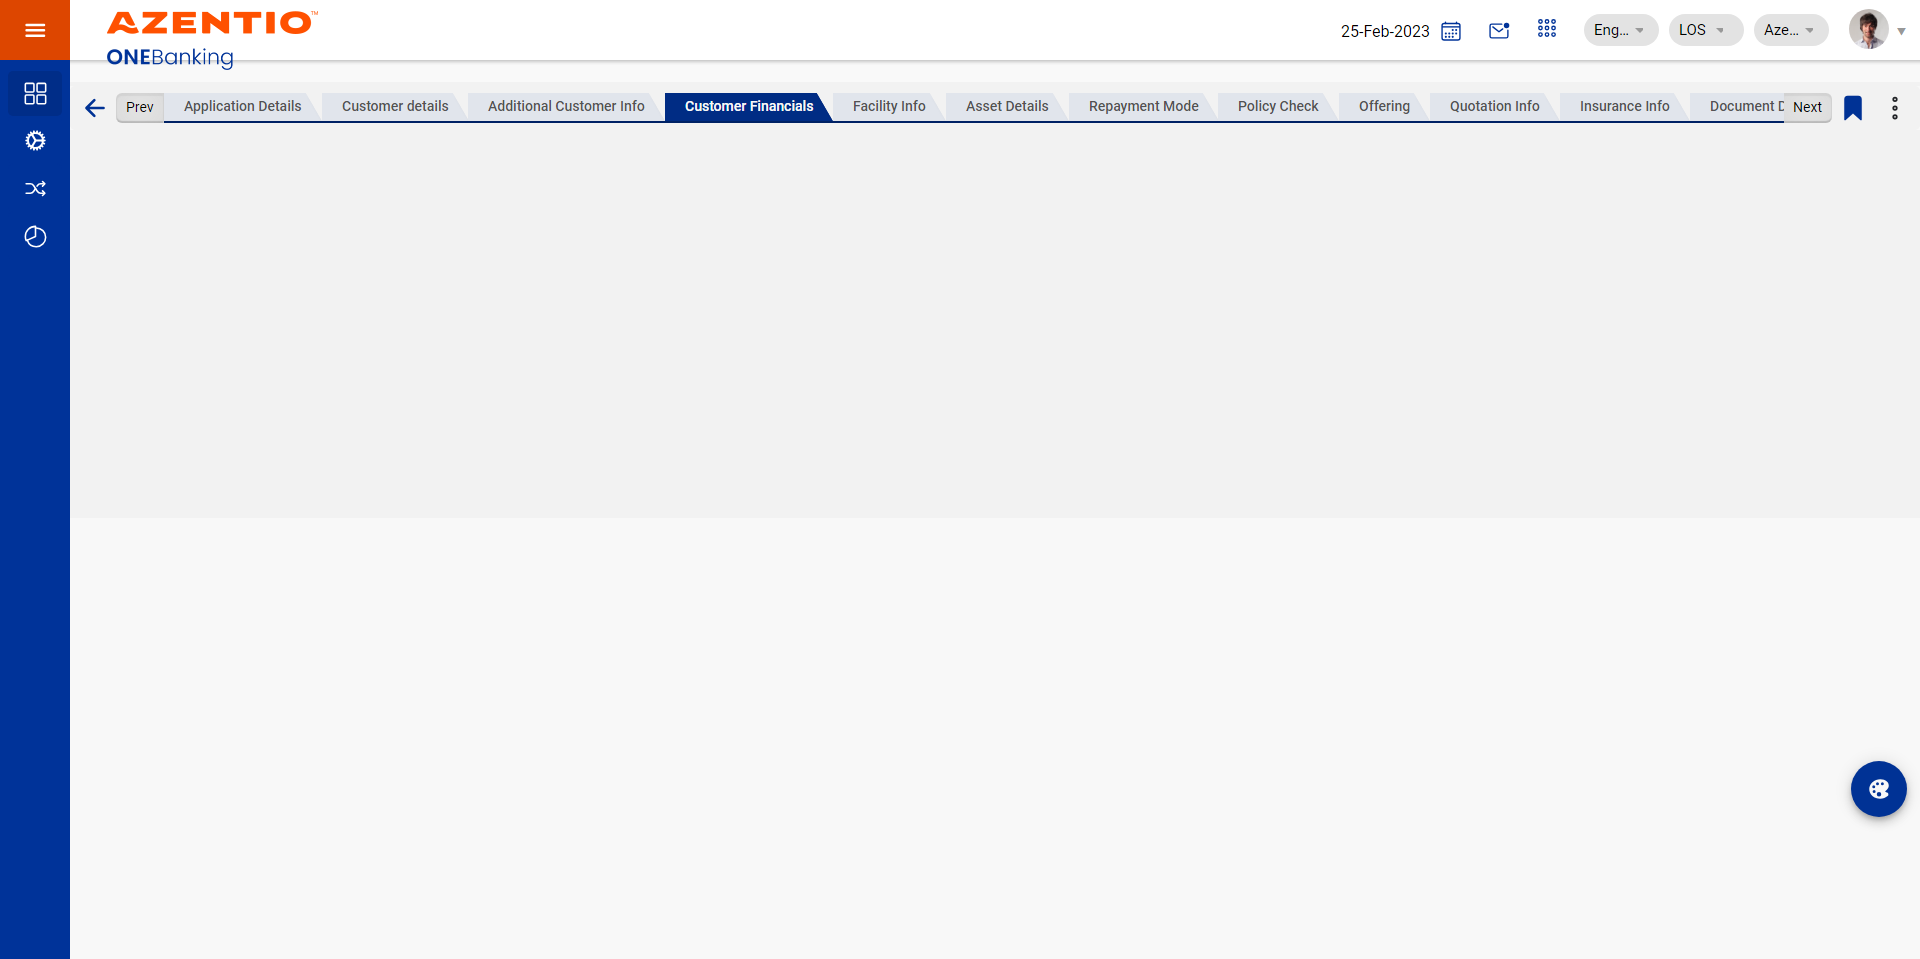 AZENTIO™
ONEBanking
25-Feb-2023
Eng...
LOS
Aze...
Prev
Application Details
Customer details
Additional Customer Info
Customer Financials
Facility Info
Asset Details
Repayment Mode
Policy Check
Offering
Quotation Info
Insurance Info
Document D
Next